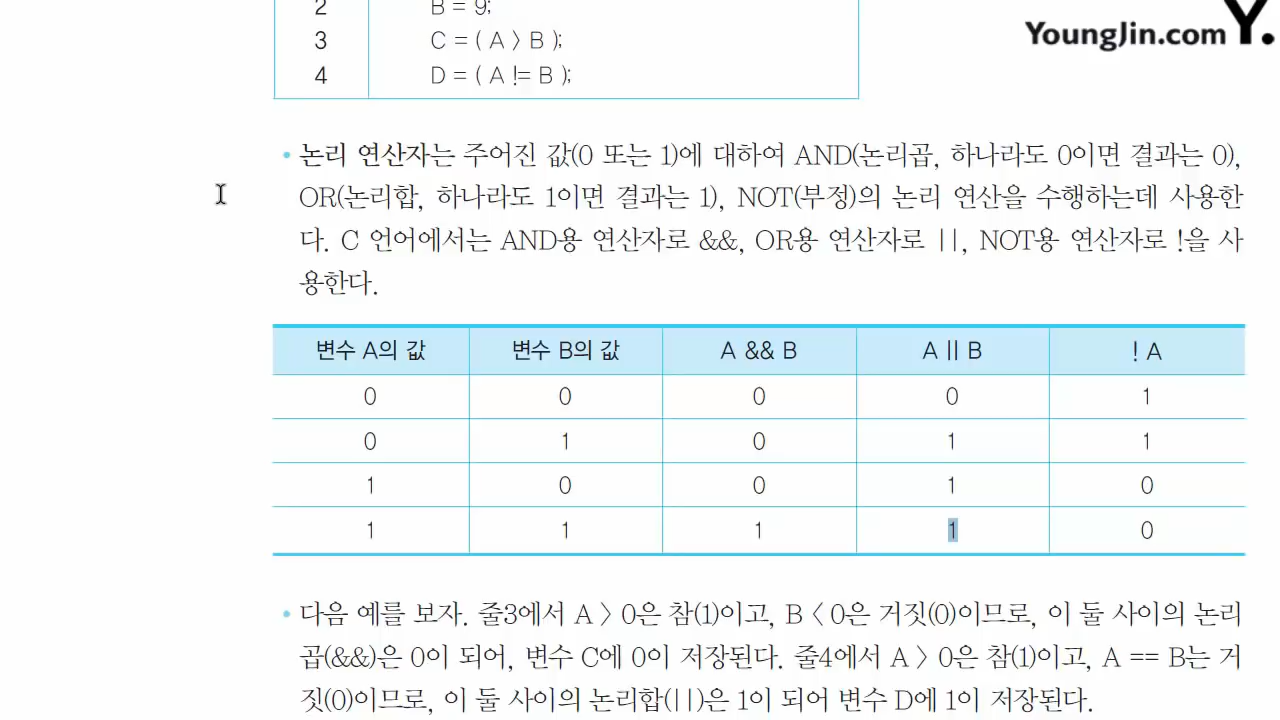 2 B = 9;
YoungJin.com Y.
3 C = ( A > B );
4 D = ( A != B );
• 논리 연산자는 주어진 값(0 또는 1)에 대하여 AND(논리곱, 하나라도 0이면 결과는 0),
OR(논리합, 하나라도 1이면 결과는 1), NOT(부정)의 논리 연산을 수행하는데 사용한
다. C 언어에서는 AND용 연산자로 &&, OR용 연산자로 ||, NOT용 연산자로 !을 사
용한다.
변수 A의 값 변수 B의 값 A && B A || B ! A
0 0 0 0 1
0 1 0 1 1
1 0 0 1 0
1 1 1 1 0
• 다음 예를 보자. 줄3에서 A > 0은 참(1)이고, B < 0은 거짓(0)이므로, 이 둘 사이의 논리
곱(&&)은 0이 되어, 변수 C에 0이 저장된다. 줄4에서 A > 0은 참(1)이고, A == B는 거
짓(0)이므로, 이 둘 사이의 논리합(||)은 1이 되어 변수 D에 1이 저장된다.